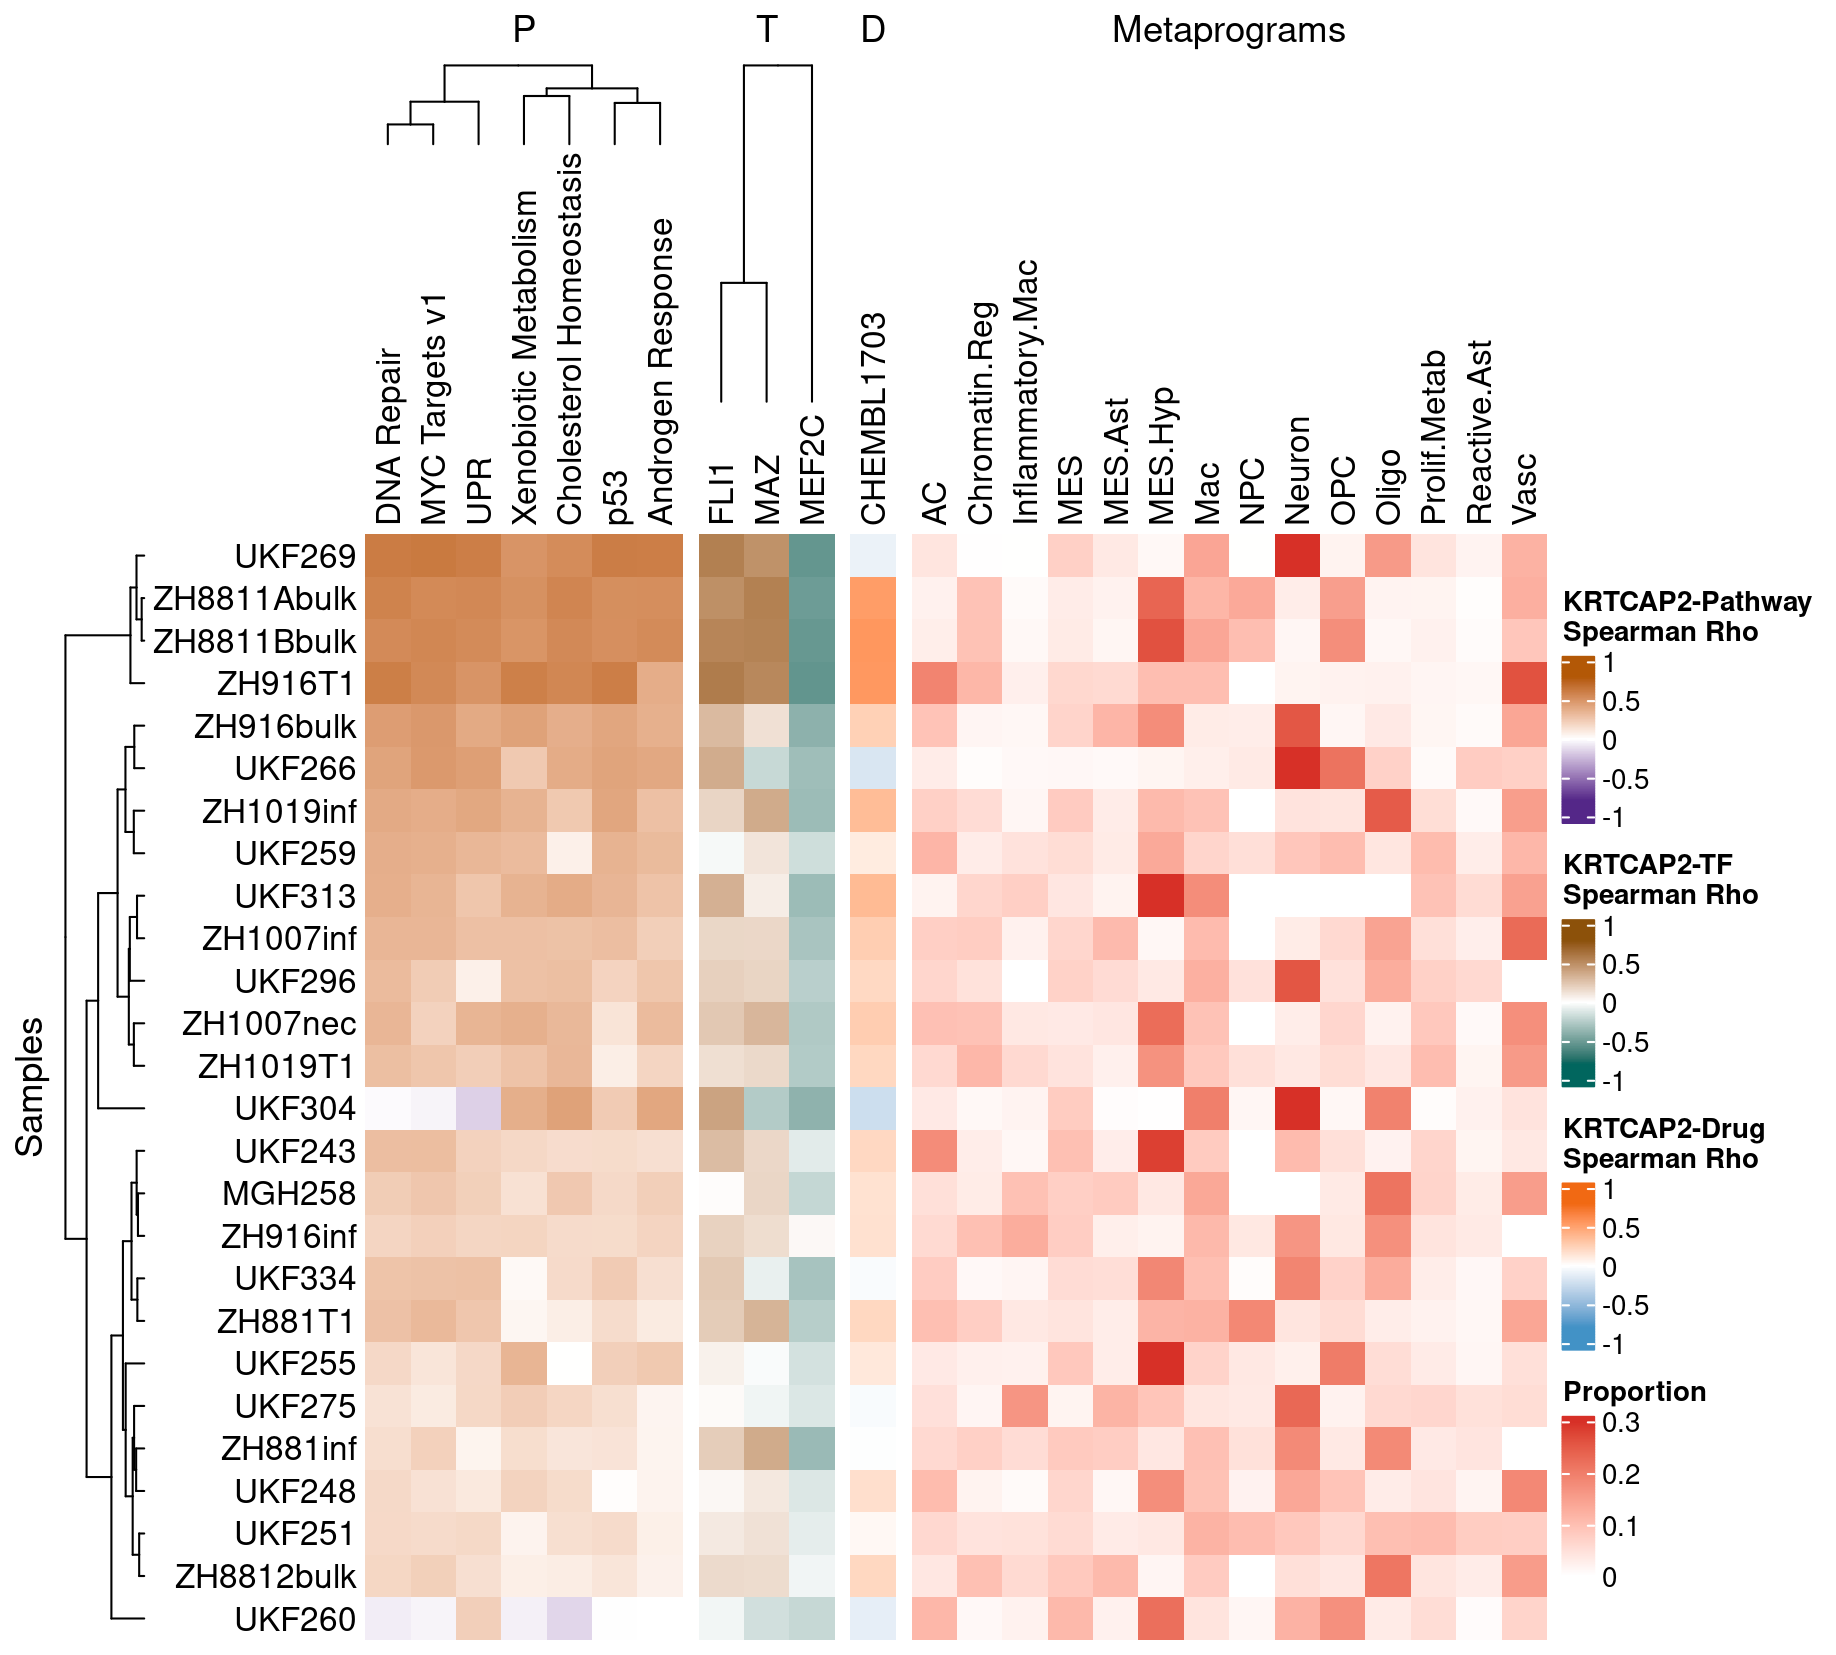 P
T
D
Metaprograms
DNA Repair
MYC Targets v1
UPR
Xenobiotic Metabolism
Cholesterol Homeostasis
p53
Androgen Response
FLI1
MAZ
MEF2C
CHEMBL1703
AC
Chromatin.Reg
Inflammatory.Mac
MES
MES.Ast
MES.Hyp
Mac
NPC
Neuron
OPC
Oligo
Prolif.Metab
Reactive.Ast
Vasc
Samples
UKF269
ZH8811Abulk
ZH8811Bbulk
ZH916T1
ZH916bulk
UKF266
ZH1019inf
UKF259
UKF313
ZH1007inf
UKF296
ZH1007nec
ZH1019T1
UKF304
UKF243
MGH258
ZH916inf
UKF334
ZH881T1
UKF255
UKF275
ZH881inf
UKF248
UKF251
ZH8812bulk
UKF260
KRTCAP2-Pathway
Spearman Rho
1
0.5
0
-0.5
-1
KRTCAP2-TF
Spearman Rho
1
0.5
0
-0.5
-1
KRTCAP2-Drug
Spearman Rho
1
0.5
0
-0.5
-1
Proportion
0.3
0.2
0.1
0